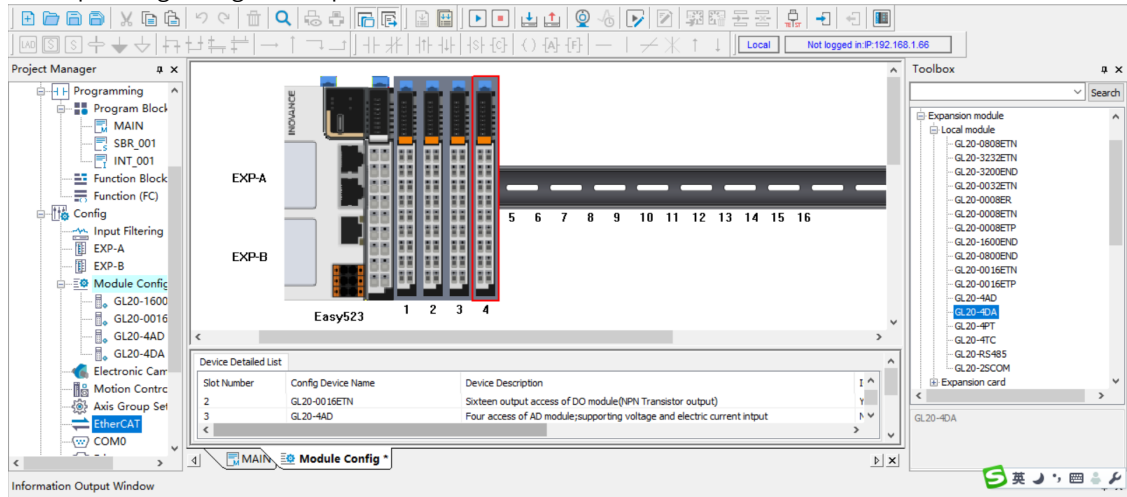 Local
Not logged in:IP:192.168.1.66
Project Manager
Programming
Program Block
MAIN
SBR_001
INT_001
Function Block
Function (FC)
Config
Input Filtering
EXP-A
EXP-B
Module Config
GL20-1600
GL20-0016
GL20-4AD
GL20-4DA
Electronic Cam
Motion Contro
Axis Group Set
EtherCAT
COM0
INOVANCE
EXP-A
EXP-B
Easy523
1 2 3 4 5 6 7 8 9 10 11 12 13 14 15 16
Device Detailed List
Slot Number Config Device Name Device Description
2 GL20-0016ETN Sixteen output access of DO module(NPN Transistor output)
3 GL20-4AD Four access of AD module;supporting voltage and electric current intput
MAIN
Module Config *
Toolbox
Search
Expansion module
Local module
GL20-0808ETN
GL20-3232ETN
GL20-3200END
GL20-0032ETN
GL20-0008ER
GL20-0008ETN
GL20-0008ETP
GL20-1600END
GL20-0800END
GL20-0016ETN
GL20-0016ETP
GL20-4AD
GL20-4DA
GL20-4PT
GL20-4TC
GL20-RS485
GL20-2SCOM
Expansion card
GL20-4DA
英
Information Output Window